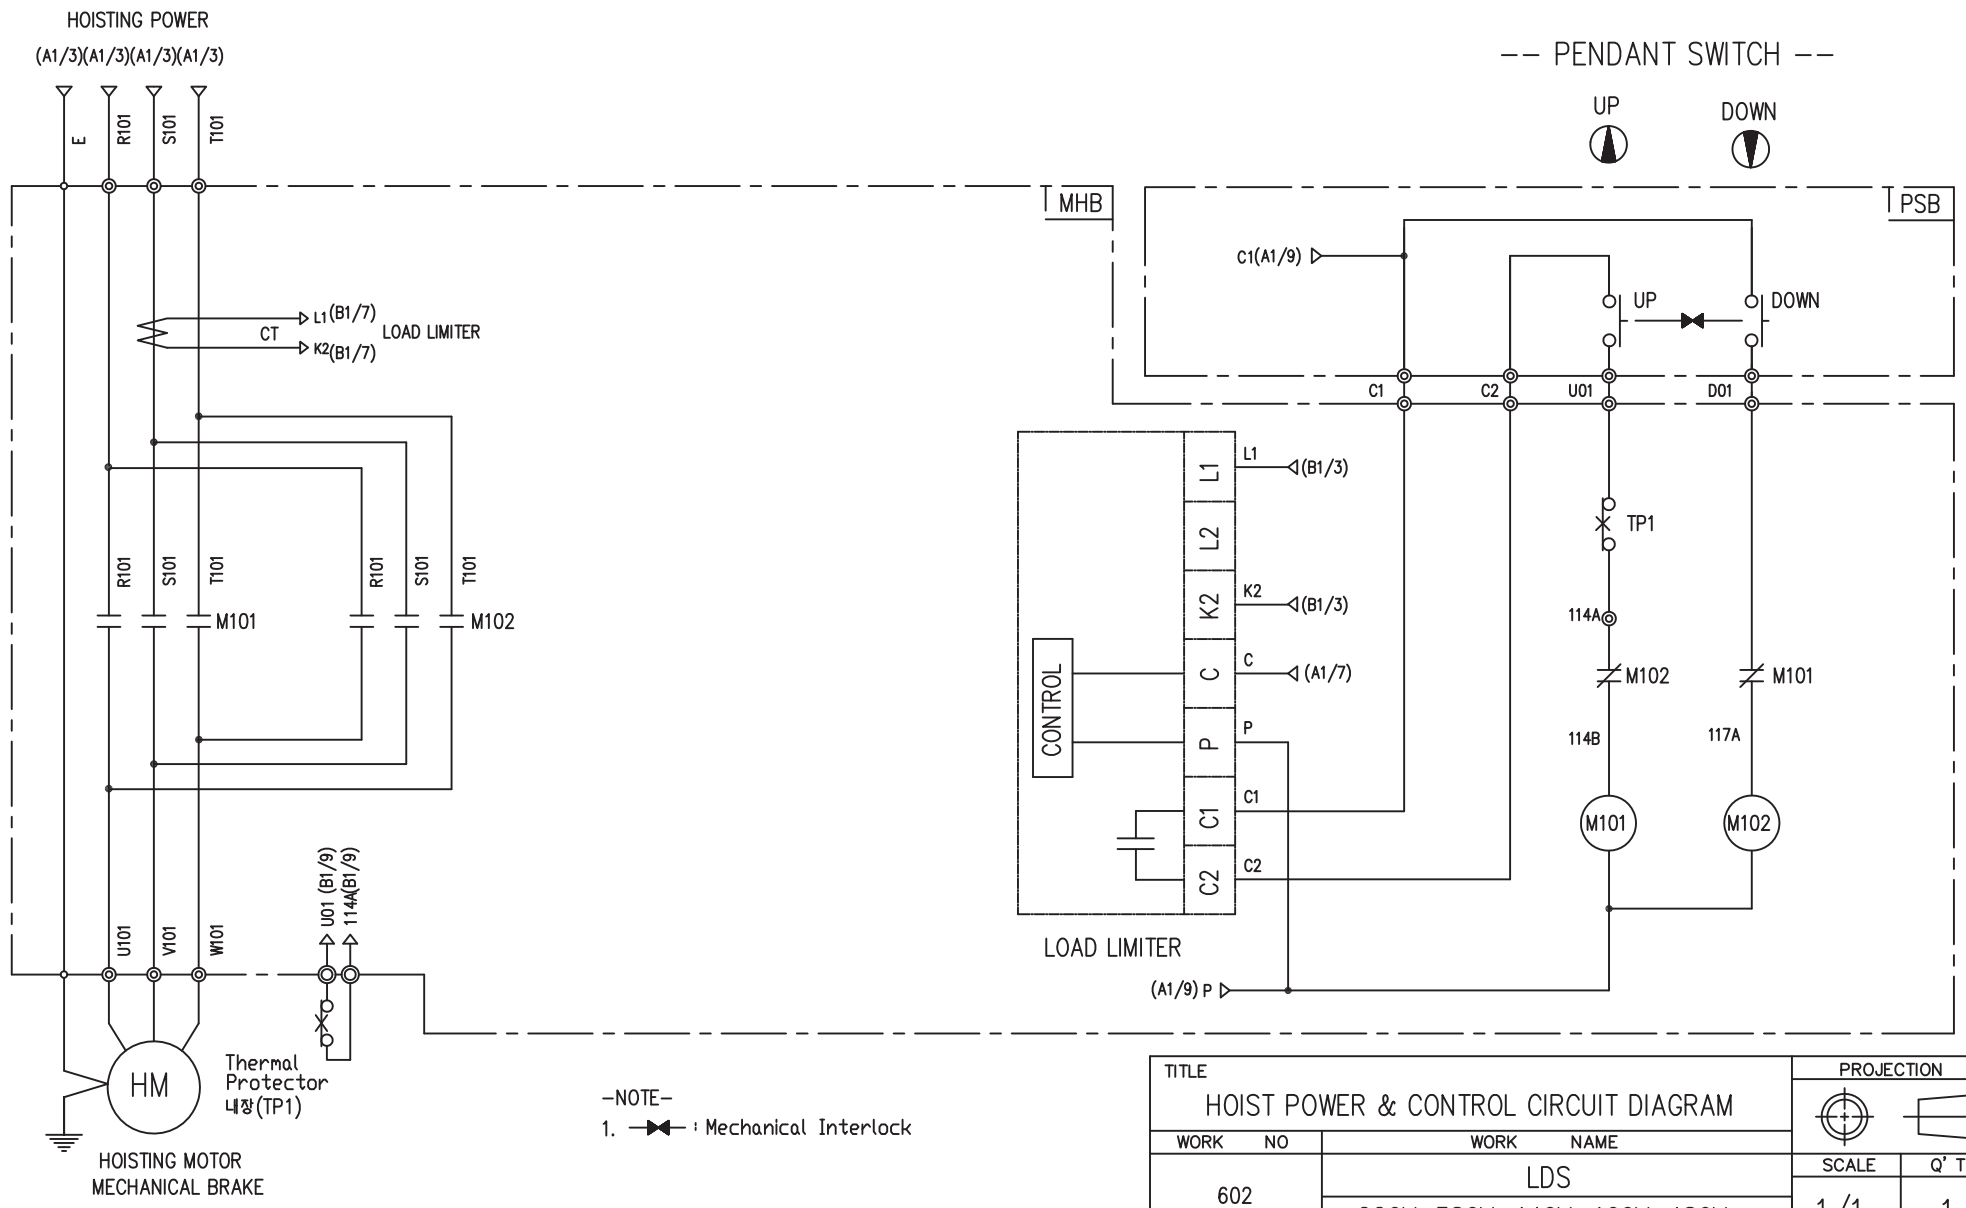 HOISTING POWER
(A1/3)(A1/3)(A1/3)(A1/3)
-- PENDANT SWITCH --
UP
DOWN
E
R101
S101
T101
MHB
PSB
C1(A1/9)
UP
DOWN
L1(B1/7)
CT
LOAD LIMITER
K2(B1/7)
C1
C2
U01
D01
L1
L1
(B1/3)
L2
TP1
R101
S101
T101
R101
S101
T101
K2
K2
(B1/3)
M101
M102
114A
CONTROL
C
C
(A1/7)
M102
M101
P
P
114B
117A
C1
C1
M101
M102
C2
C2
U01 (B1/9)
114A(B1/9)
U101
V101
W101
LOAD LIMITER
(A1/9) P
HM
Thermal
Protector
내장(TP1)
HOISTING MOTOR
MECHANICAL BRAKE
-NOTE-
1. : Mechanical Interlock
TITLE
HOIST POWER & CONTROL CIRCUIT DIAGRAM
PROJECTION
WORK NO
WORK NAME
LDS
602
SCALE
Q' T
1 /1
1